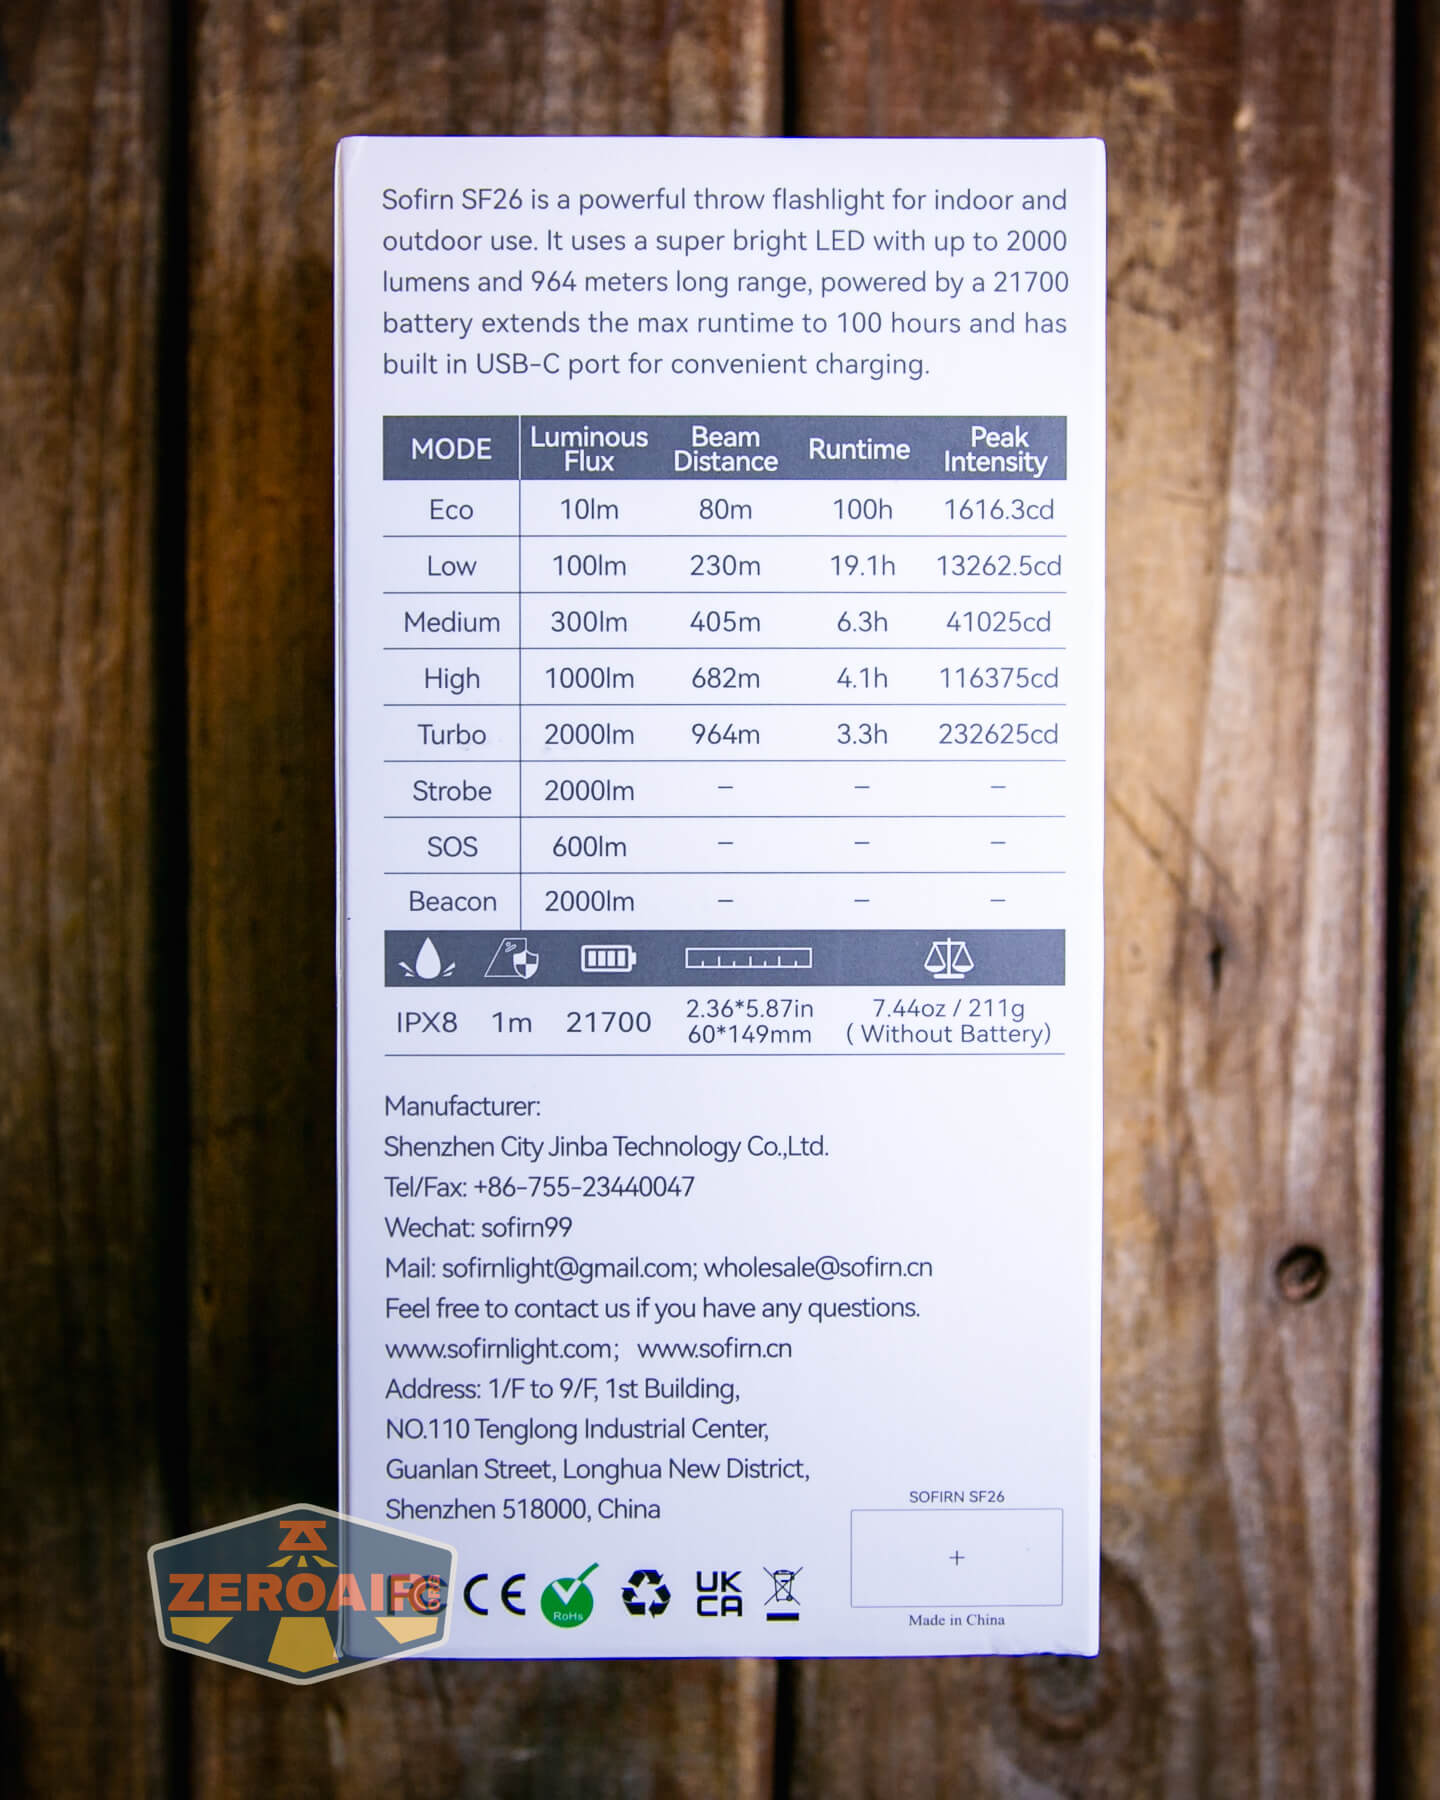 Sofirn SF26 is a powerful throw flashlight for indoor and
outdoor use. It uses a super bright LED with up to 2000
lumens and 964 meters long range, powered by a 21700
battery extends the max runtime to 100 hours and has
built in USB-C port for convenient charging.
MODE Luminous Flux Beam Distance Runtime Peak Intensity
Eco 10lm 80m 100h 1616.3cd
Low 100lm 230m 19.1h 13262.5cd
Medium 300lm 405m 6.3h 41025cd
High 1000lm 682m 4.1h 116375cd
Turbo 2000lm 964m 3.3h 232625cd
Strobe 2000lm – – –
SOS 600lm – – –
Beacon 2000lm – – –
IPX8 1m 21700 2.36*5.87in 7.44oz / 211g
60*149mm ( Without Battery)
Manufacturer:
Shenzhen City Jinba Technology Co.,Ltd.
Tel/Fax: +86-755-23440047
Wechat: sofirn99
Mail: sofirnlight@gmail.com; wholesale@sofirn.cn
Feel free to contact us if you have any questions.
www.sofirnlight.com; www.sofirn.cn
Address: 1/F to 9/F, 1st Building,
NO.110 Tenglong Industrial Center,
Guanlan Street, Longhua New District,
Shenzhen 518000, China
SOFIRN SF26
+
Made in China
ZEROAIR
CE RoHs UK
CA